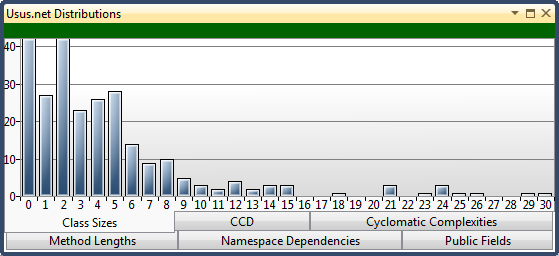 Usus.net Distributions
40
30
20
10
0
0 1 2 3 4 5 6 7 8 9 10 11 12 13 14 15 16 17 18 19 20 21 22 23 24 25 26 27 28 29 30
Class Sizes CCD Cyclomatic Complexities
Method Lengths Namespace Dependencies Public Fields